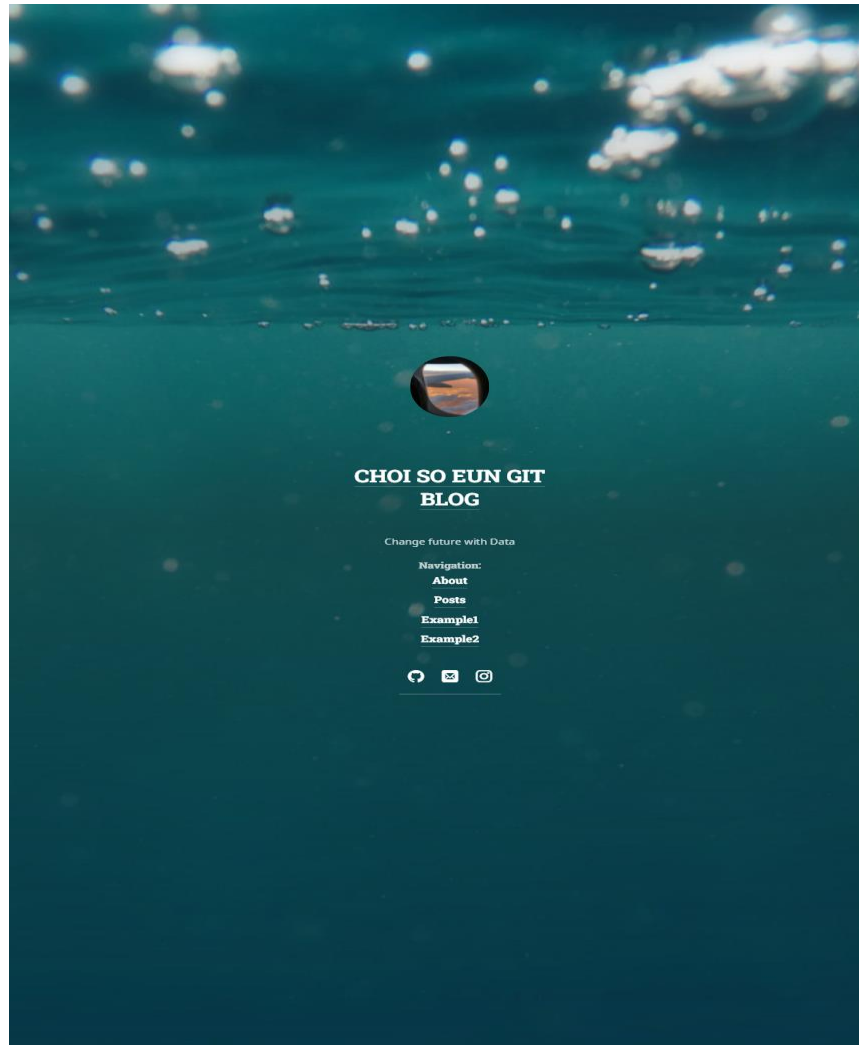 CHOI SO EUN GIT
BLOG
Change future with Data
Navigation:
About
Posts
Example1
Example2